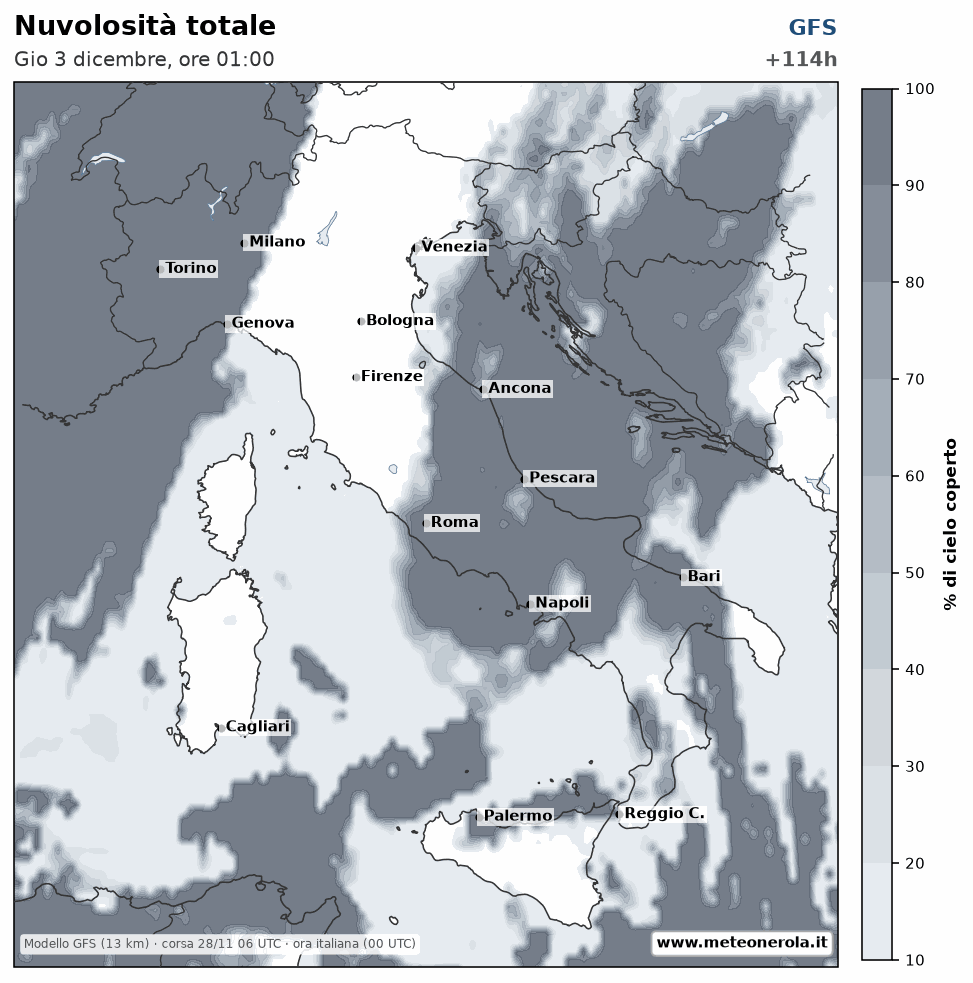 Nuvolosità totale
GFS
Gio 3 dicembre, ore 01:00
+114h
100
90
80
70
60
50
40
30
20
10
% di cielo coperto
Milano
Venezia
Torino
Genova
Bologna
Firenze
Ancona
Pescara
Roma
Bari
Napoli
Cagliari
Palermo
Reggio C.
Modello GFS (13 km) · corsa 28/11 06 UTC · ora italiana (00 UTC)
www.meteonerola.it